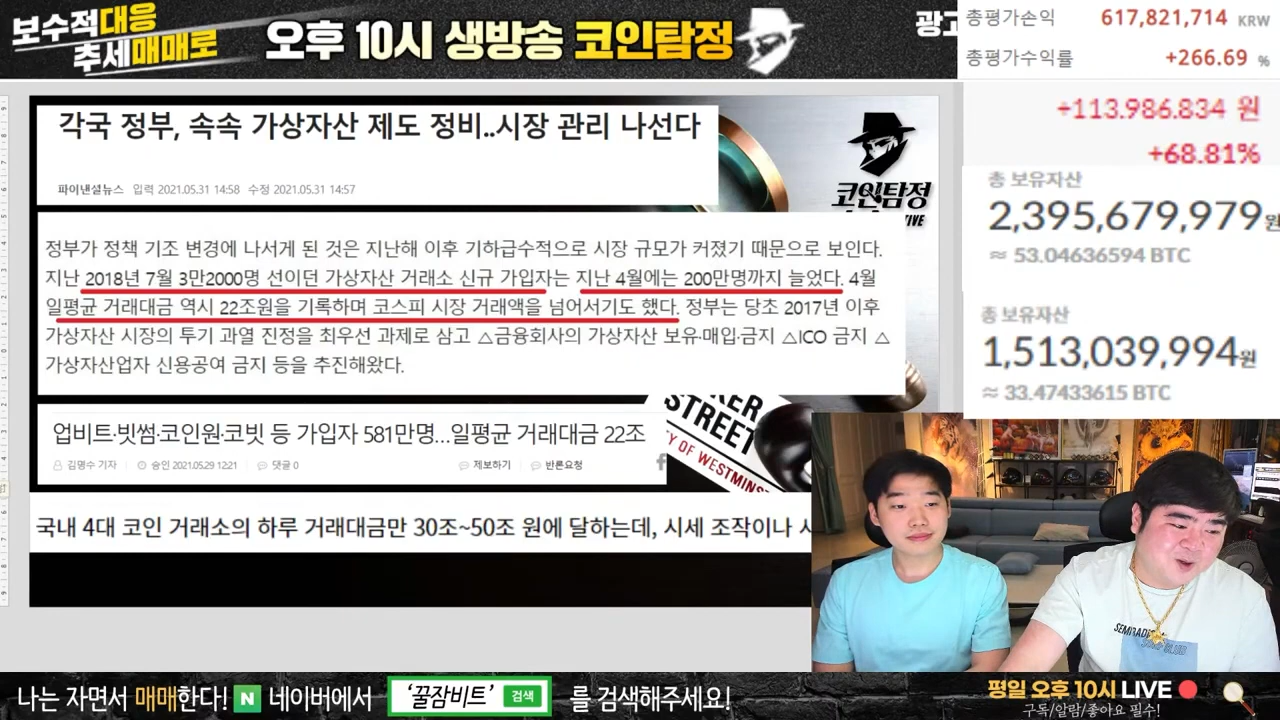 보수적대응
추세매매로
오후 10시 생방송 코인탐정
광고
총평가손익 617,821,714 KRW
총평가수익률 +266.69 %
+113,986,834 원
+68.81%
총 보유자산
2,395,679,979원
≈ 53.04636594 BTC
총 보유자산
1,513,039,994원
≈ 33.47433615 BTC
각국 정부, 속속 가상자산 제도 정비..시장 관리 나선다
파이낸셜뉴스 입력 2021.05.31 14:58 수정 2021.05.31 14:57
코인탐정
정부가 정책 기조 변경에 나서게 된 것은 지난해 이후 기하급수적으로 시장 규모가 커졌기 때문으로 보인다.
지난 2018년 7월 3만2000명 선이던 가상자산 거래소 신규 가입자는 지난 4월에는 200만명까지 늘었다. 4월
일평균 거래대금 역시 22조원을 기록하며 코스피 시장 거래액을 넘어서기도 했다. 정부는 당초 2017년 이후
가상자산 시장의 투기 과열 진정을 최우선 과제로 삼고 △금융회사의 가상자산 보유·매입·금지 △ICO 금지 △
가상자산업자 신용공여 금지 등을 추진해왔다.
STREET
Y OF WESTMINS
업비트·빗썸·코인원·코빗 등 가입자 581만명…일평균 거래대금 22조
김명수 기자 승인 2021.05.29 12:21 댓글 0 제보하기 반론요청
국내 4대 코인 거래소의 하루 거래대금만 30조~50조 원에 달하는데, 시세 조작이나
나는 자면서 매매한다! N 네이버에서 '꿀잠비트' 검색 를 검색해주세요!
평일 오후 10시 LIVE
구독/알람/좋아요 필수!